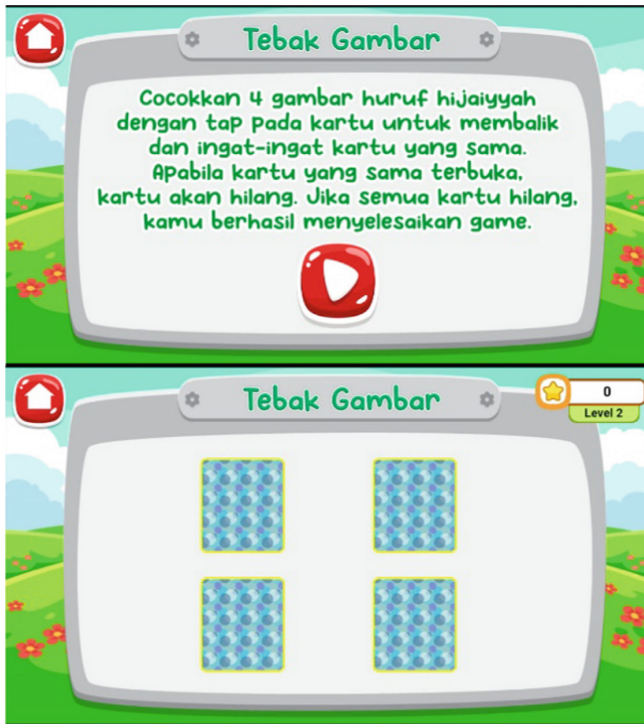 Tebak Gambar
Cocokkan 4 gambar huruf hijaiyyah
dengan tap pada kartu untuk membalik
dan ingat-ingat kartu yang sama.
Apabila kartu yang sama terbuka,
kartu akan hilang. Jika semua kartu hilang,
kamu berhasil menyelesaikan game.
Tebak Gambar
0
Level 2